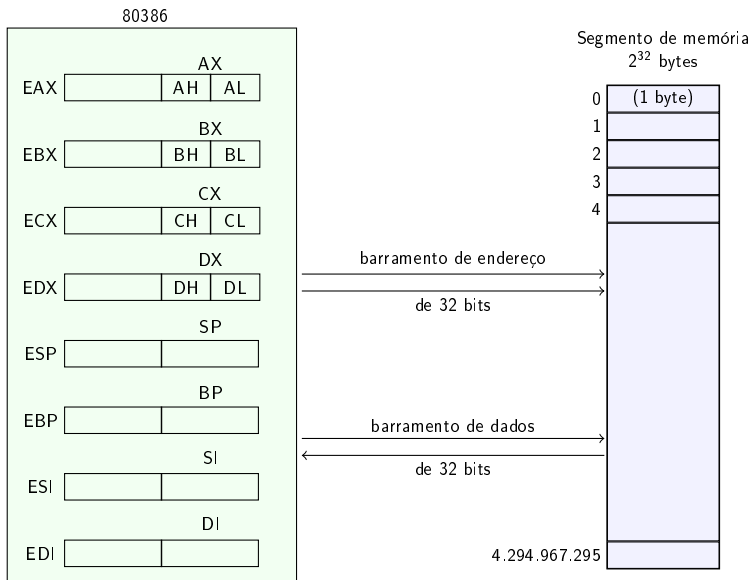 80386
AX
EAX AH AL
BX
EBX BH BL
CX
ECX CH CL
DX
EDX DH DL
SP
ESP
BP
EBP
SI
ESI
DI
EDI
barramento de endereço
de 32 bits
barramento de dados
de 32 bits
Segmento de memória
2³² bytes
0 (1 byte)
1
2
3
4
4.294.967.295